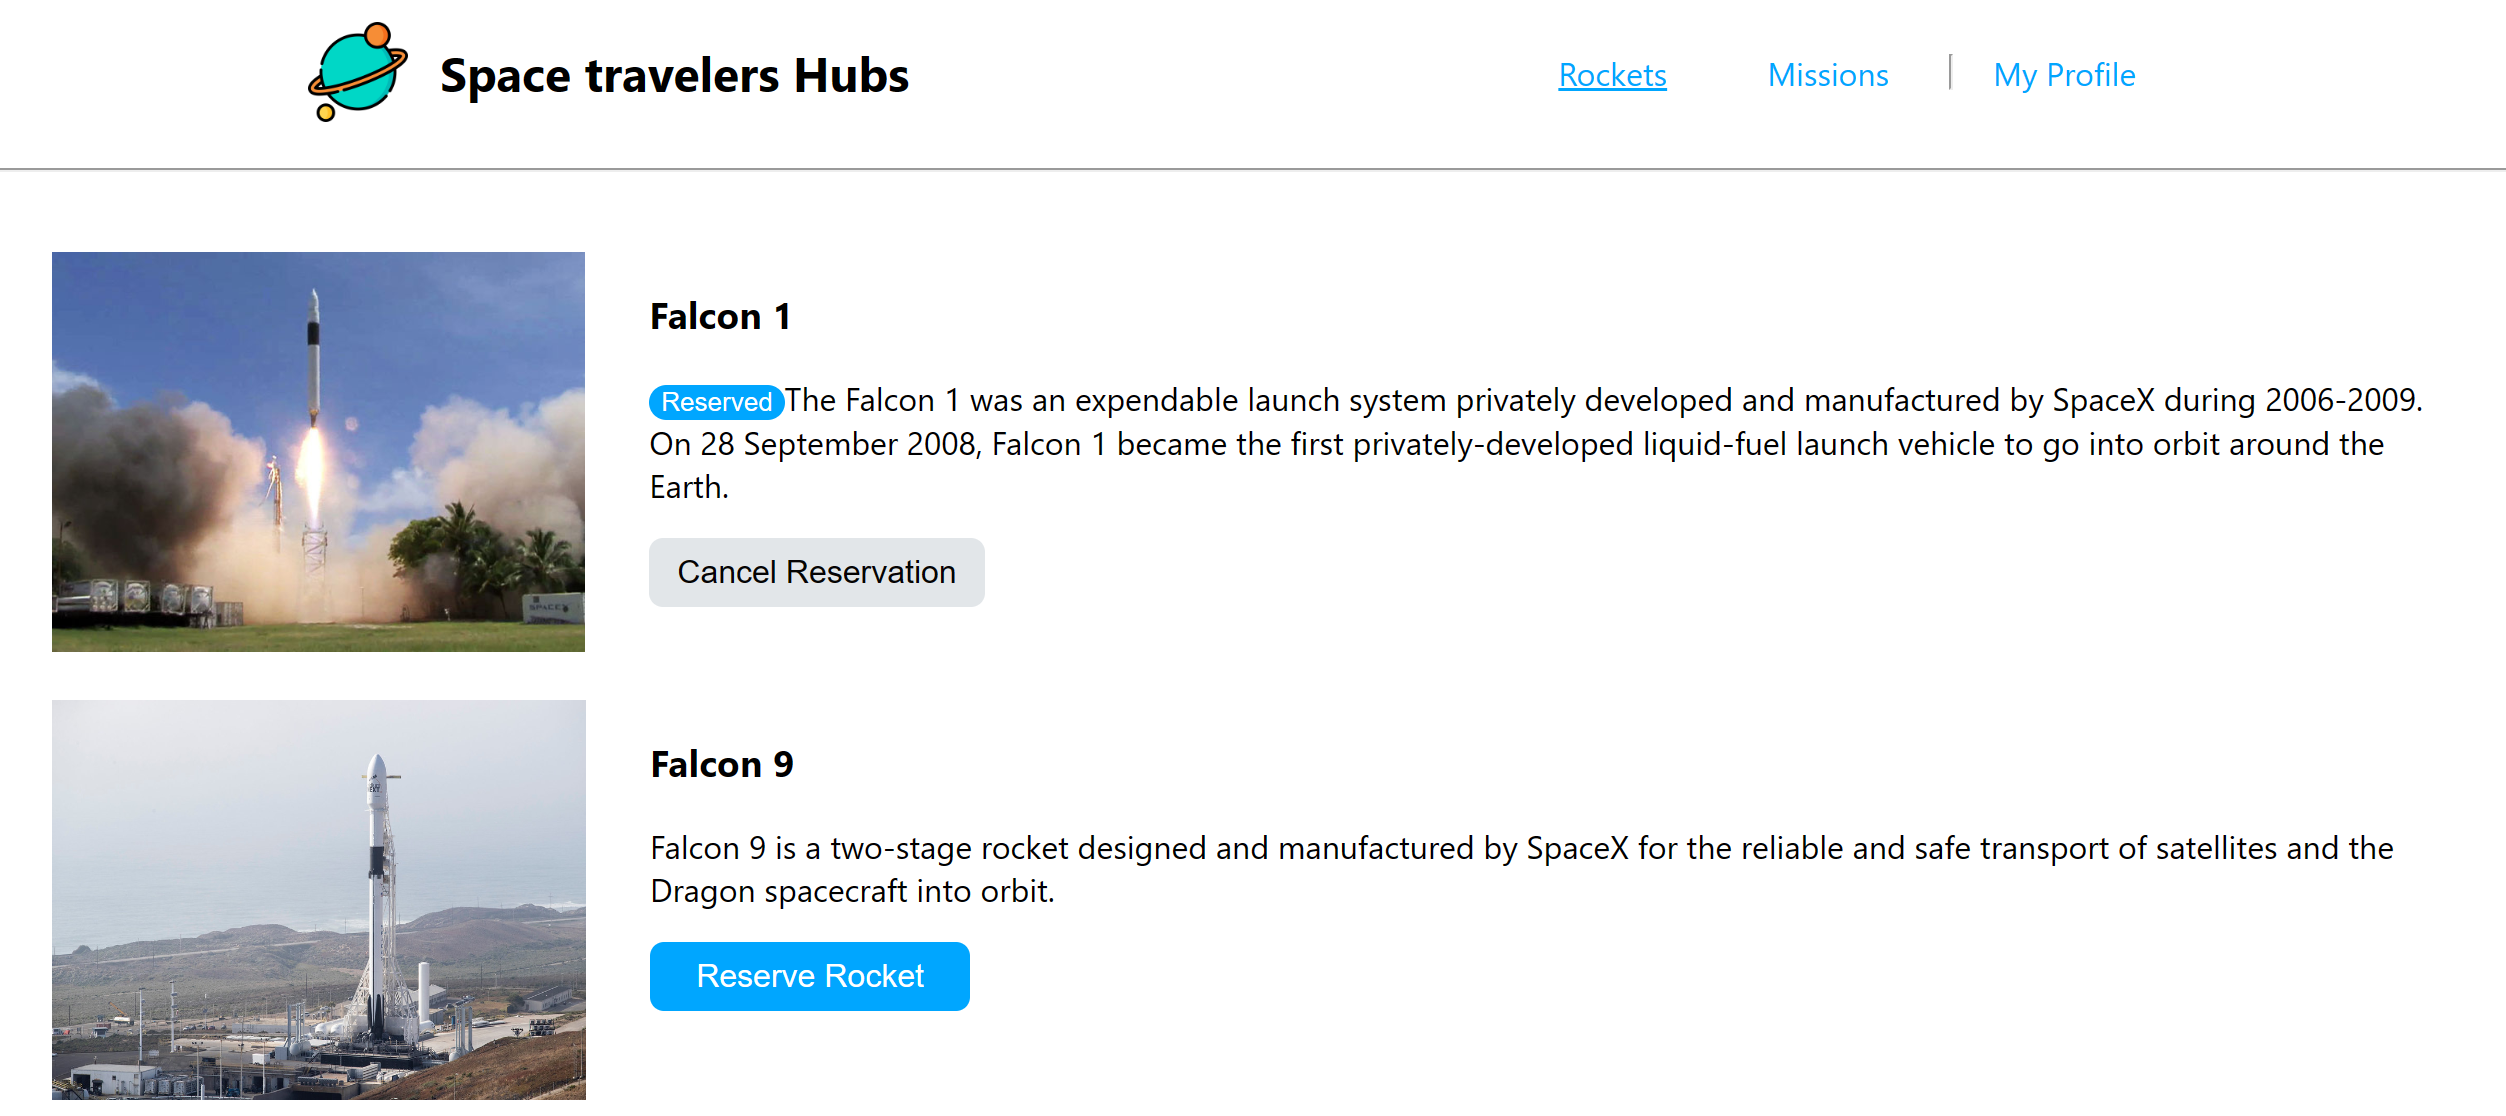 Space travelers Hubs
Rockets
Missions
My Profile
Falcon 1
Reserved The Falcon 1 was an expendable launch system privately developed and manufactured by SpaceX during 2006-2009.
On 28 September 2008, Falcon 1 became the first privately-developed liquid-fuel launch vehicle to go into orbit around the
Earth.
Cancel Reservation
SPACEX
Falcon 9
Falcon 9 is a two-stage rocket designed and manufactured by SpaceX for the reliable and safe transport of satellites and the
Dragon spacecraft into orbit.
Reserve Rocket